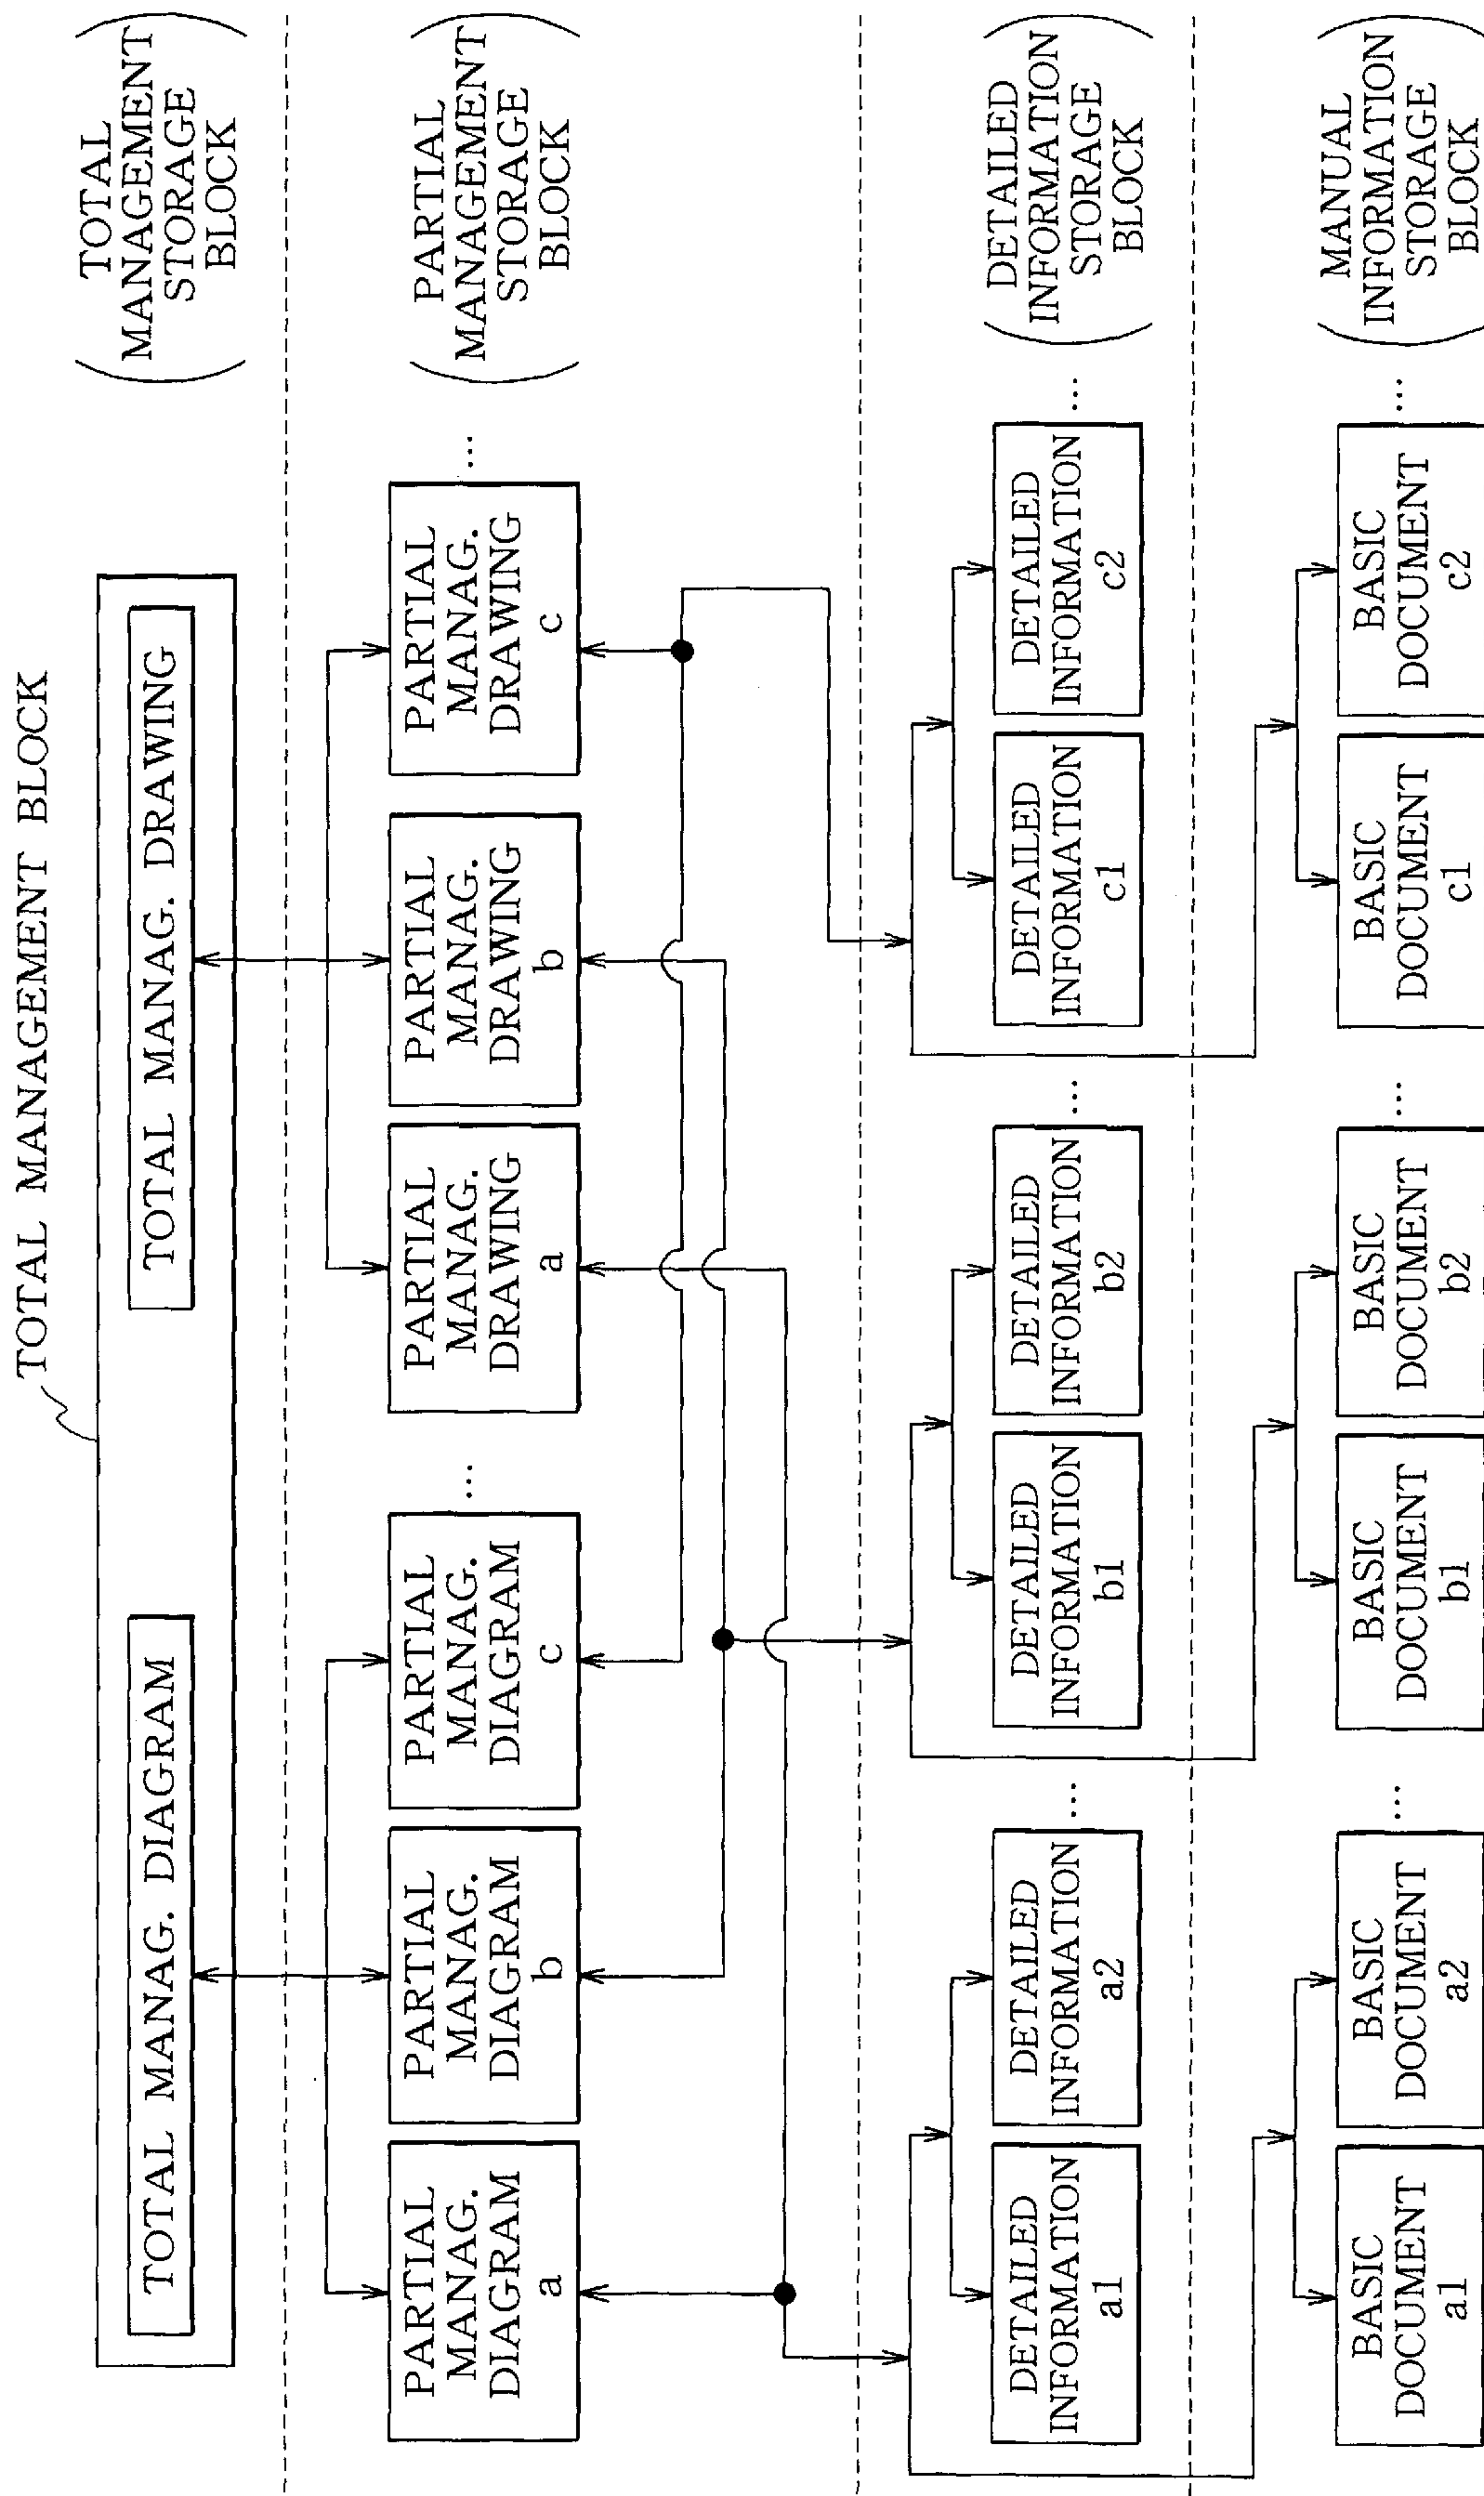 TOTAL MANAGEMENT BLOCK
TOTAL MANAG. DIAGRAM
TOTAL MANAG. DRAWING
TOTAL
MANAGEMENT
STORAGE
BLOCK
PARTIAL
MANAG.
DIAGRAM
a
PARTIAL
MANAG.
DIAGRAM
b
PARTIAL
MANAG.
DIAGRAM
c
...
PARTIAL
MANAG.
DRAWING
a
PARTIAL
MANAG.
DRAWING
b
PARTIAL
MANAG.
DRAWING
c
...
PARTIAL
MANAGEMENT
STORAGE
BLOCK
DETAILED
INFORMATION
a1
DETAILED
INFORMATION
a2
...
DETAILED
INFORMATION
b1
DETAILED
INFORMATION
b2
...
DETAILED
INFORMATION
c1
DETAILED
INFORMATION
c2
...
DETAILED
INFORMATION
STORAGE
BLOCK
BASIC
DOCUMENT
a1
BASIC
DOCUMENT
a2
...
BASIC
DOCUMENT
b1
BASIC
DOCUMENT
b2
...
BASIC
DOCUMENT
c1
BASIC
DOCUMENT
c2
...
MANUAL
INFORMATION
STORAGE
BLOCK